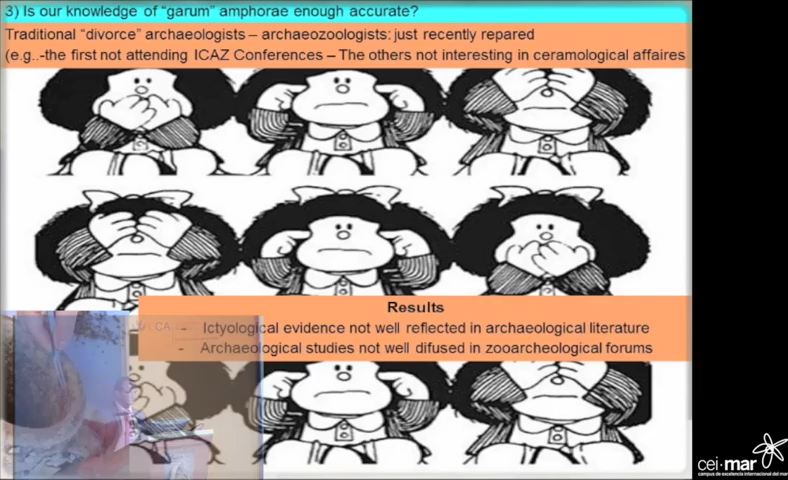 3) Is our knowledge of "garum" amphorae enough accurate?
Traditional "divorce" archaeologists – archaeozoologists: just recently repared
(e.g..-the first not attending ICAZ Conferences – The others not interesting in ceramological affaires
Results
- Ictyological evidence not well reflected in archaeological literature
- Archaeological studies not well difused in zooarcheological forums
cei·mar
campus de excelencia internacional del mar